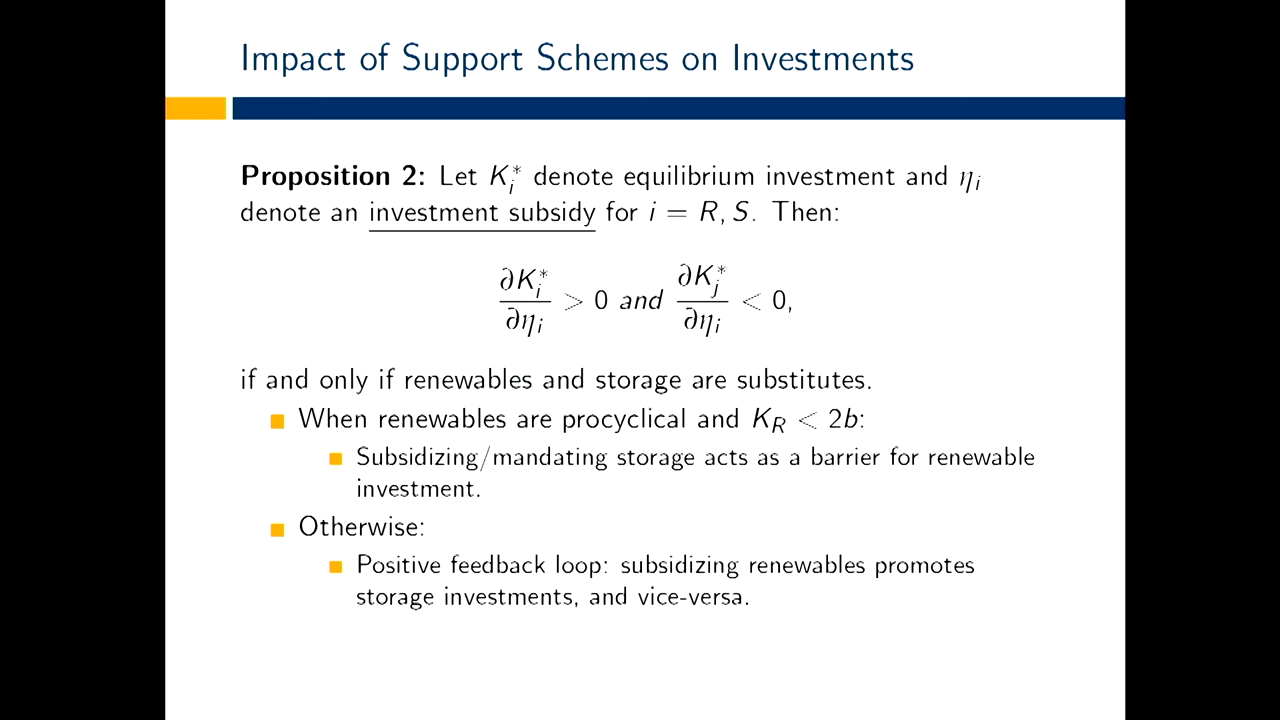 Impact of Support Schemes on Investments
Proposition 2: Let K_i^* denote equilibrium investment and η_i
denote an investment subsidy for i = R, S. Then:
∂K_i^*/∂η_i > 0 and ∂K_j^*/∂η_i < 0,
if and only if renewables and storage are substitutes.
When renewables are procyclical and K_R < 2b:
Subsidizing/mandating storage acts as a barrier for renewable
investment.
Otherwise:
Positive feedback loop: subsidizing renewables promotes
storage investments, and vice-versa.